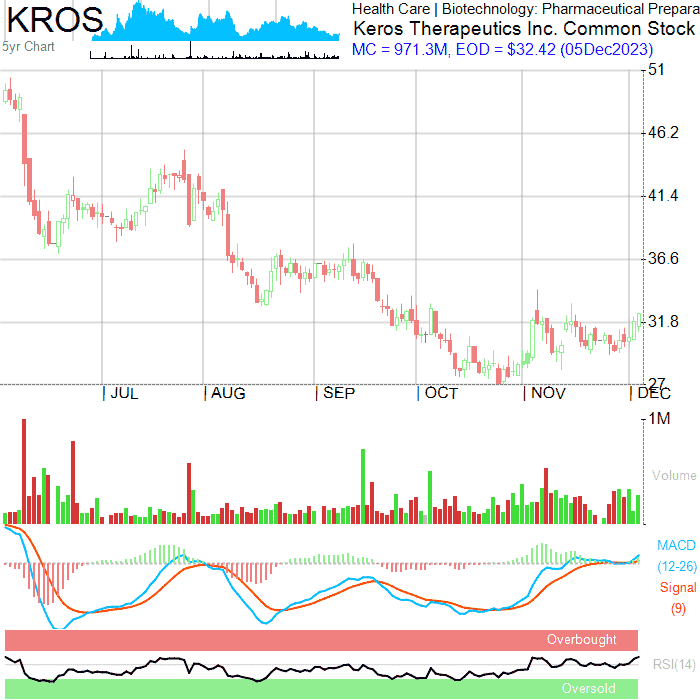 KROS
5yr Chart
Health Care | Biotechnology: Pharmaceutical Prepara
Keros Therapeutics Inc. Common Stock
MC = 971.3M, EOD = $32.42 (05Dec2023)
51
46.2
41.4
36.6
31.8
27
JUL AUG SEP OCT NOV DEC
1M
Volume
MACD
(12-26)
Signal
(9)
Overbought
RSI(14)
Oversold